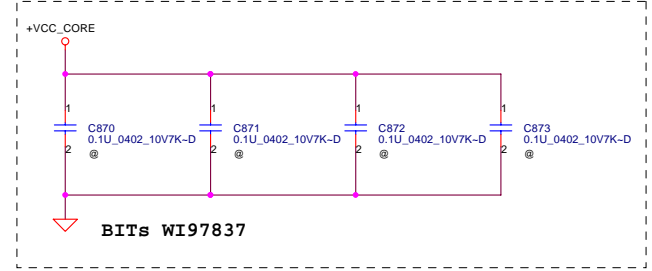 +VCC_CORE
1 1 1 1
C870 C871 C872 C873
0.1U_0402_10V7K~D 0.1U_0402_10V7K~D 0.1U_0402_10V7K~D 0.1U_0402_10V7K~D
2 2 2 2
@ @ @ @
BITs WI97837